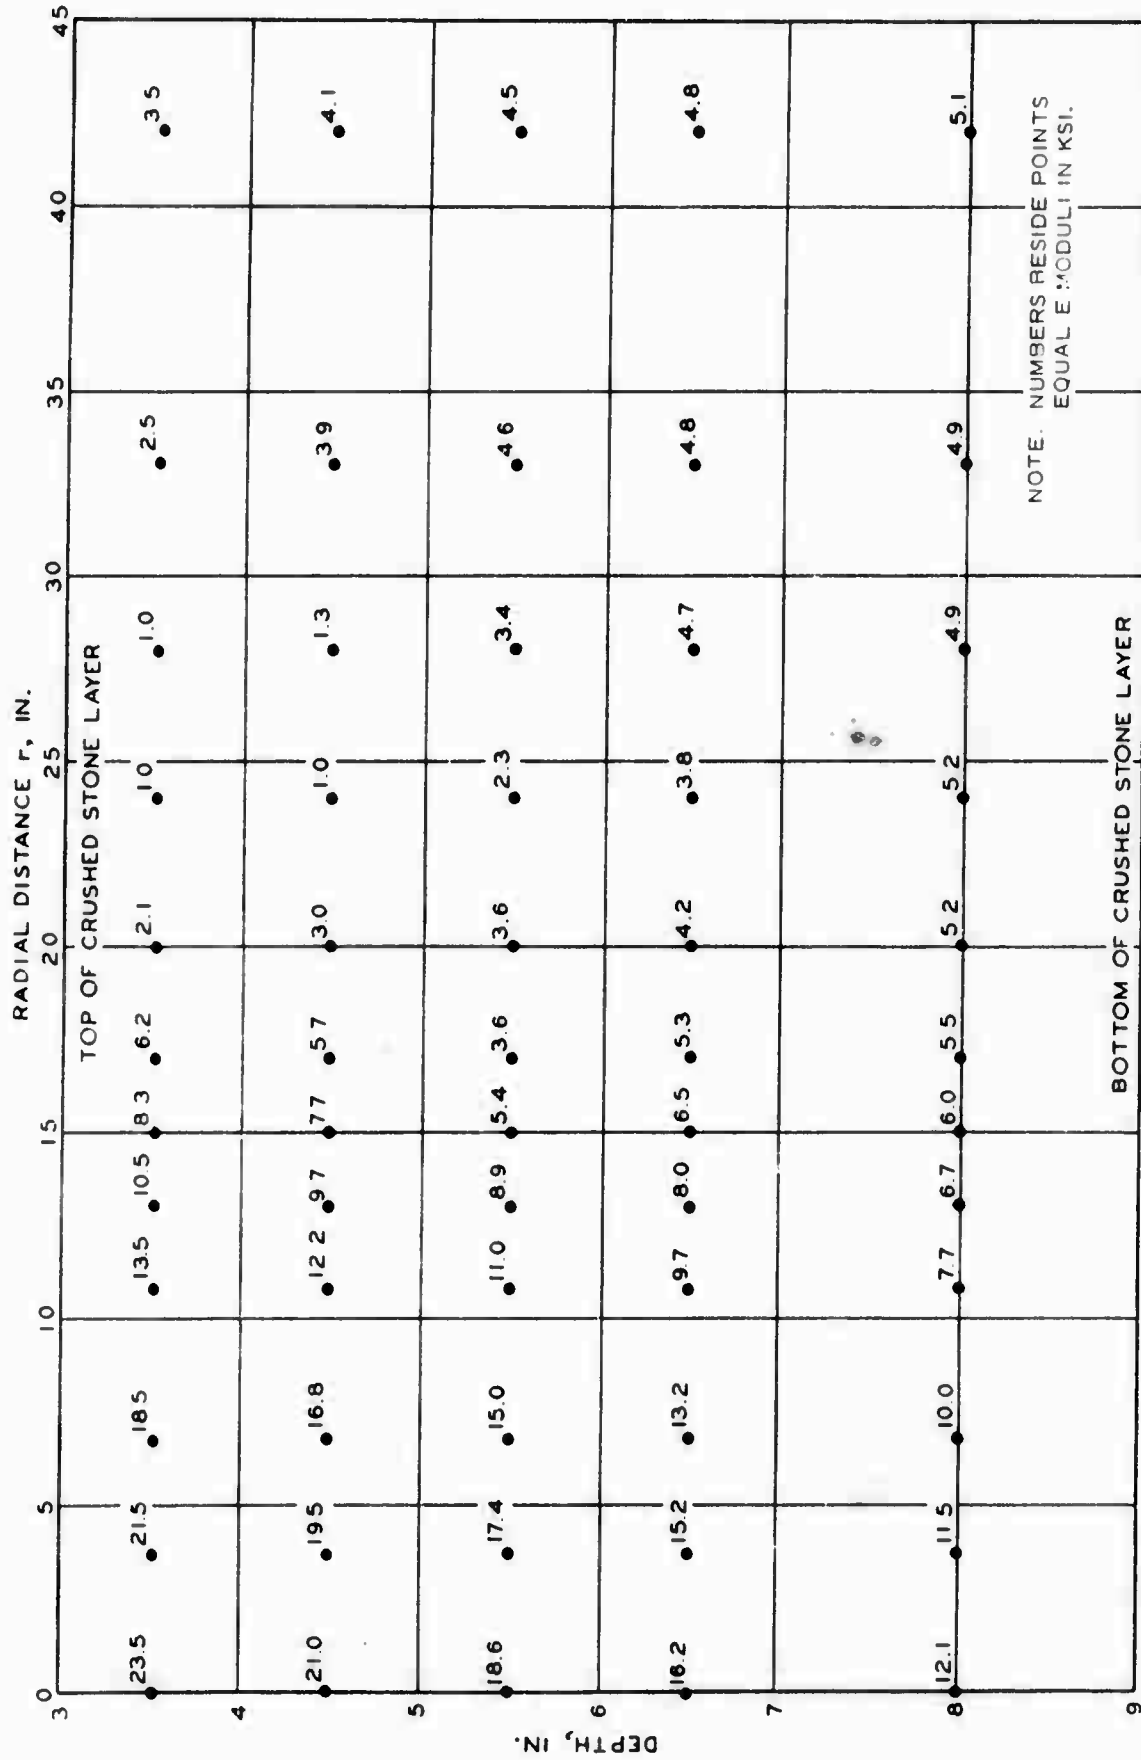 RADIAL DISTANCE r, IN.
0 5 10 15 20 25 30 35 40 45
TOP OF CRUSHED STONE LAYER
DEPTH, IN.
3
23.5 21.5 18 5 13.5 10.5 8 3 6.2 2.1 1 0 1.0 2.5 3 5
4
21.0 19 5 16.8 12 2 9 7 7 7 5 7 3.0 1.0 1.3 3 9 4.1
5
18.6 17.4 15.0 11.0 8.9 5.4 3.6 3.6 2.3 3.4 4 6 4.5
6
16.2 15.2 13.2 9.7 8.0 6.5 5.3 4.2 3.8 4.7 4.8 4.8
7
8
12.1 11.5 10.0 7.7 6.7 6.0 5.5 5.2 5.2 4.9 4.9 5.1
9
BOTTOM OF CRUSHED STONE LAYER
NOTE. NUMBERS RESIDE POINTS
EQUAL E MODULI IN KSI.